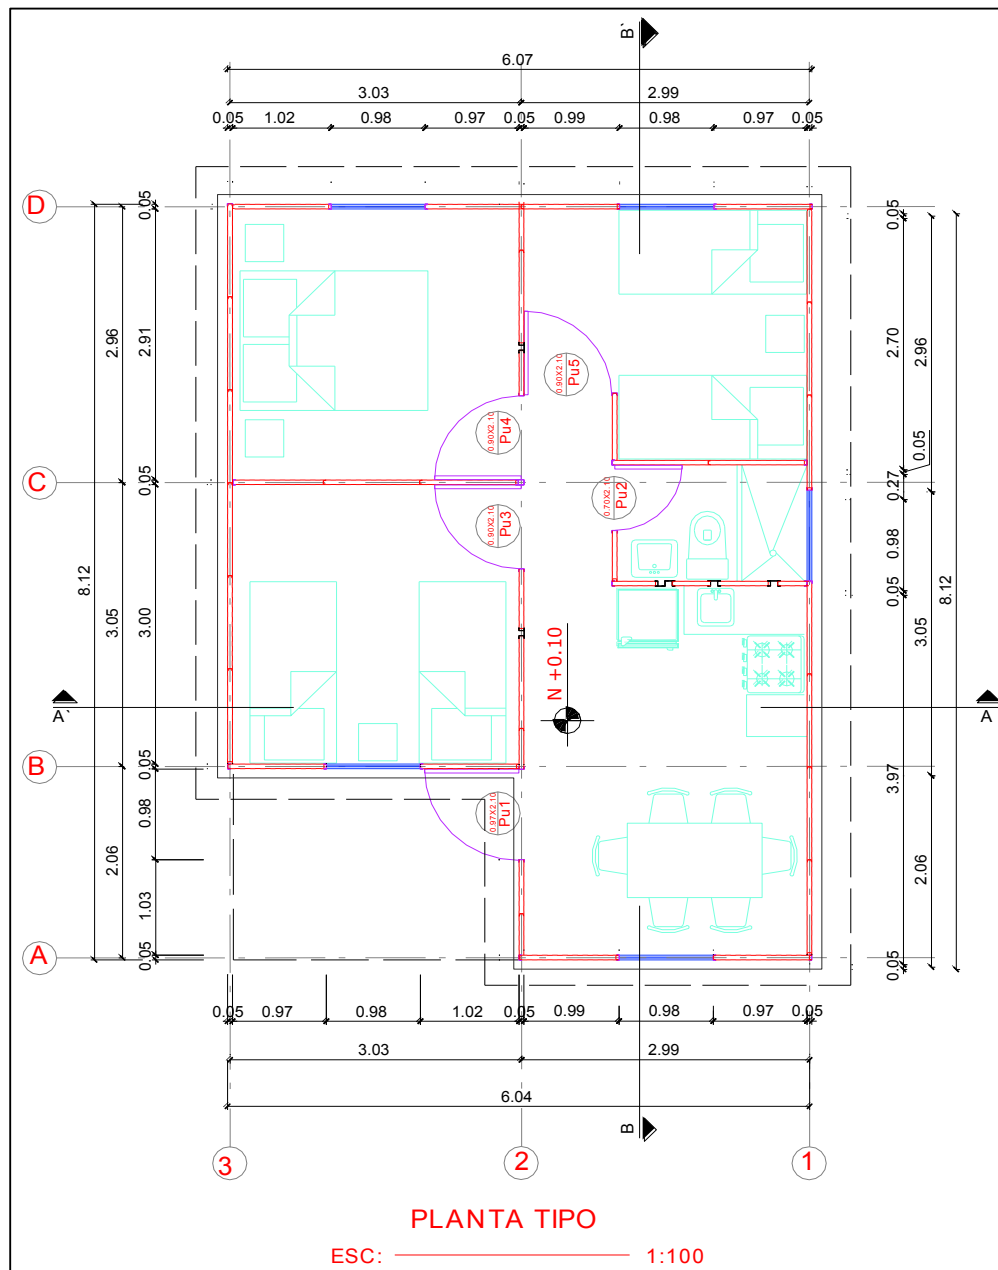 B`
6.07
3.03 2.99
0.05 1.02 0.98 0.97 0.05 0.99 0.98 0.97 0.05
D
0.05
0.05
2.96
2.91
2.70
2.96
8.12
8.12
0.90X2.10
Pu5
0.90X2.10
Pu4
C
0.05
0.05
0.27
0.90X2.10
Pu3
0.70X2.10
Pu2
0.98
0.05
3.05
3.00
3.05
N +0.10
A`
A
B
0.05
3.97
0.98
0.97X2.10
Pu1
2.06
2.06
1.03
A
0.05
0.05
0.05 0.97 0.98 1.02 0.05 0.99 0.98 0.97 0.05
3.03 2.99
6.04
B
3 2 1
PLANTA TIPO
ESC: 1:100